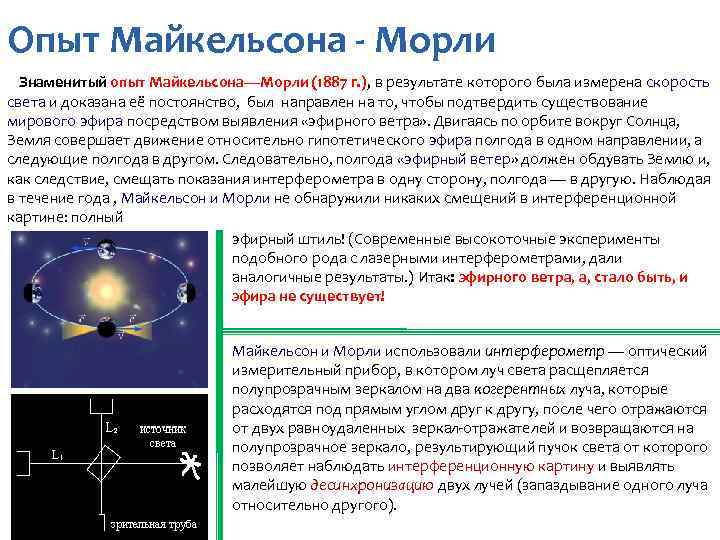 Опыт Майкельсона - Морли
Знаменитый опыт Майкельсона—Морли (1887 г. ), в результате которого была измерена скорость
света и доказана её постоянство, был направлен на то, чтобы подтвердить существование
мирового эфира посредством выявления «эфирного ветра» . Двигаясь по орбите вокруг Солнца,
Земля совершает движение относительно гипотетического эфира полгода в одном направлении, а
следующие полгода в другом. Следовательно, полгода «эфирный ветер» должен обдувать Землю и,
как следствие, смещать показания интерферометра в одну сторону, полгода — в другую. Наблюдая
в течение года , Майкельсон и Морли не обнаружили никаких смещений в интерференционной
картине: полный
эфирный штиль! (Современные высокоточные эксперименты
подобного рода с лазерными интерферометрами, дали
аналогичные результаты. ) Итак: эфирного ветра, а, стало быть, и
эфира не существует!
Майкельсон и Морли использовали интерферометр — оптический
измерительный прибор, в котором луч света расщепляется
полупрозрачным зеркалом на два когерентных луча, которые
расходятся под прямым углом друг к другу, после чего отражаются
от двух равноудаленных зеркал-отражателей и возвращаются на
полупрозрачное зеркало, результирующий пучок света от которого
позволяет наблюдать интерференционную картину и выявлять
малейшую десинхронизацию двух лучей (запаздывание одного луча
относительно другого).
L₂
источник
света
L₁
зрительная труба